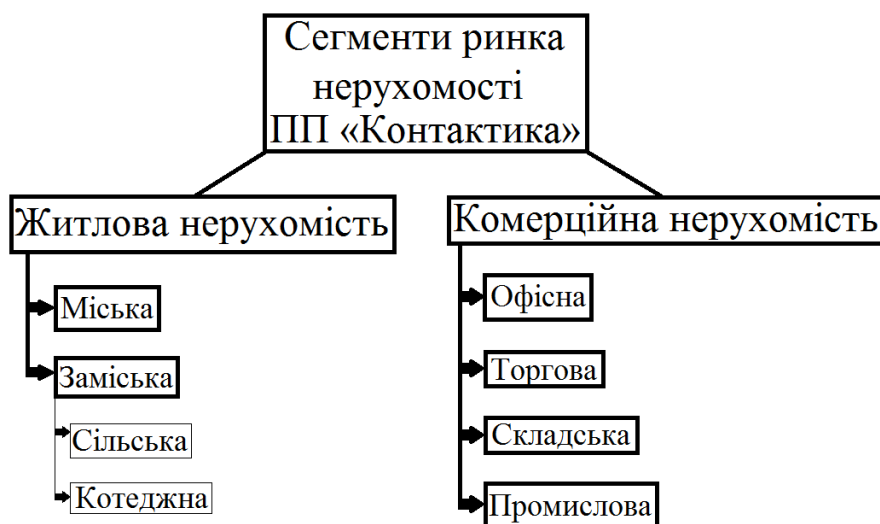 Сегменти ринка
нерухомості
ПП «Контактика»
Житлова нерухомість
Міська
Заміська
Сільська
Котеджна
Комерційна нерухомість
Офісна
Торгова
Складська
Промислова